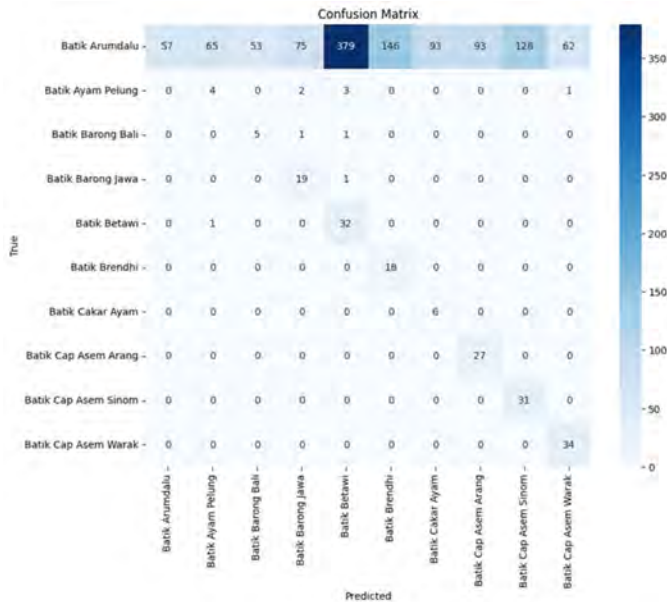 Confusion Matrix
Batik Arumdalu 57 65 53 75 379 146 93 93 128 62
Batik Ayam Pelung 0 4 0 2 3 0 0 0 0 1
Batik Barong Bali 0 0 5 1 1 0 0 0 0 0
Batik Barong Jawa 0 0 0 19 1 0 0 0 0 0
Batik Betawi 0 1 0 0 32 0 0 0 0 0
Batik Brendhi 0 0 0 0 0 18 0 0 0 0
Batik Cakar Ayam 0 0 0 0 0 0 6 0 0 0
Batik Cap Asem Arang 0 0 0 0 0 0 0 27 0 0
Batik Cap Asem Sinom 0 0 0 0 0 0 0 0 31 0
Batik Cap Asem Warak 0 0 0 0 0 0 0 0 0 34
True
Batik Arumdalu
Batik Ayam Pelung
Batik Barong Bali
Batik Barong Jawa
Batik Betawi
Batik Brendhi
Batik Cakar Ayam
Batik Cap Asem Arang
Batik Cap Asem Sinom
Batik Cap Asem Warak
Predicted
350
300
250
200
150
100
50
0